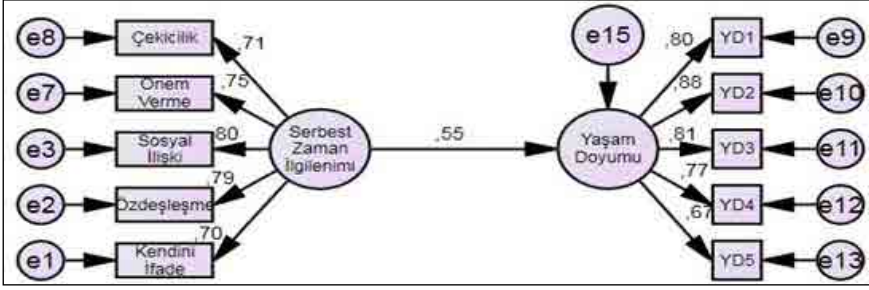 e8
Çekicilik
,71
e7
Önem
Verme
,75
e3
Sosyal
İlişki
,80
e2
Özdeşleşme
,79
e1
Kendini
İfade
,70
Serbest
Zaman
İlgilenimi
,55
e15
Yaşam
Doyumu
,80
YD1
e9
,88
YD2
e10
,81
YD3
e11
,77
YD4
e12
,67
YD5
e13